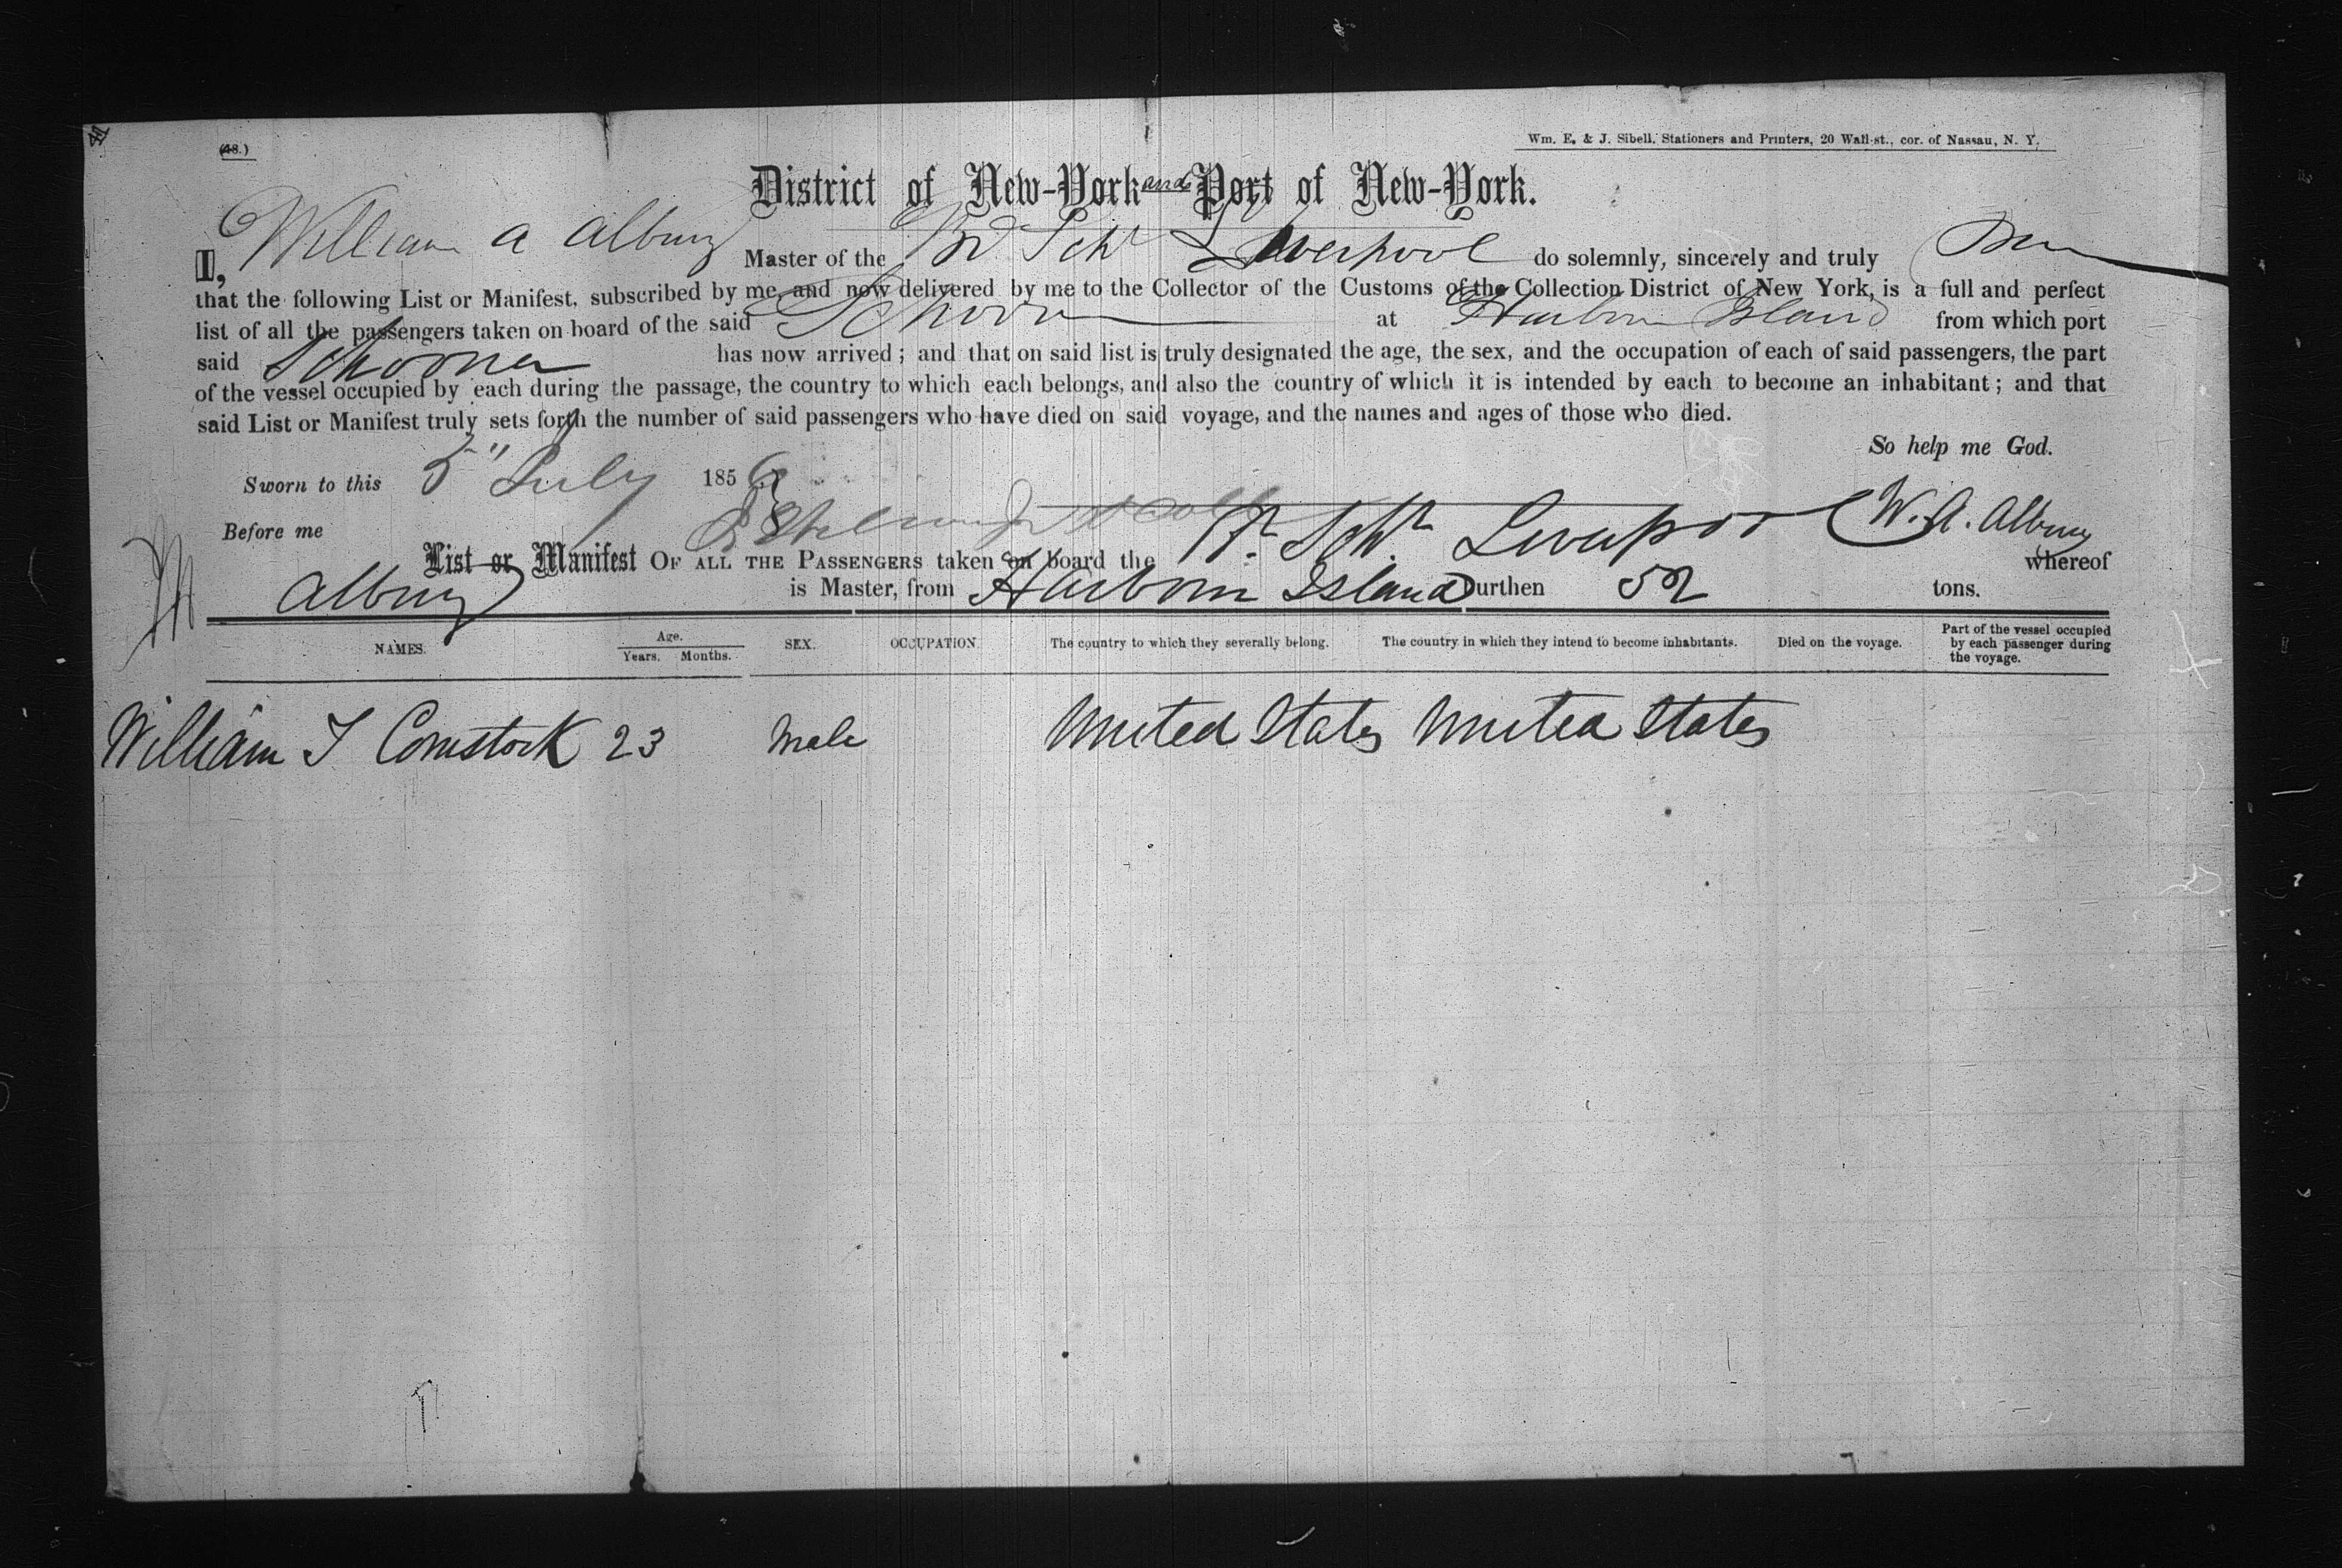 (48.)
Wm. E. & J. Sibell, Stationers and Printers, 20 Wall-st., cor. of Nassau, N. Y.
District of New-York and Port of New-York.
I, William A Albury Master of the Br Schr Liverpool do solemnly, sincerely and truly
that the following List or Manifest, subscribed by me, and now delivered by me to the Collector of the Customs of the Collection District of New York, is a full and perfect
list of all the passengers taken on board of the said Schoon at Harbour Island from which port
said Schooner has now arrived; and that on said list is truly designated the age, the sex, and the occupation of each of said passengers, the part
of the vessel occupied by each during the passage, the country to which each belongs, and also the country of which it is intended by each to become an inhabitant; and that
said List or Manifest truly sets forth the number of said passengers who have died on said voyage, and the names and ages of those who died.
So help me God.
Sworn to this 5" July 1856
Before me W. A. Albury
List or Manifest OF ALL THE PASSENGERS taken on board the Schr Liverpool whereof
Albury is Master, from Harbour Island burthen 52 tons.
NAMES. Age. Years. Months. SEX. OCCUPATION. The country to which they severally belong. The country in which they intend to become inhabitants. Died on the voyage. Part of the vessel occupied by each passenger during the voyage.
William T Comstock 23 Male United States United States